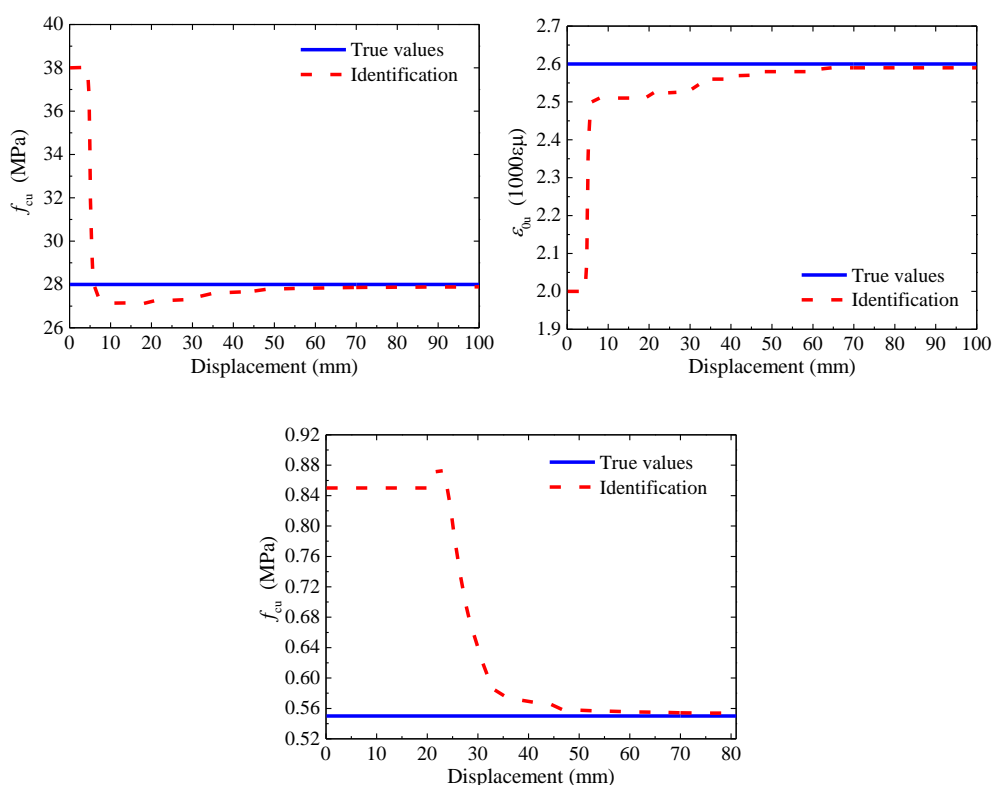 40
38
36
34
32
30
28
26
f_cu (MPa)
True values
Identification
0 10 20 30 40 50 60 70 80 90 100
Displacement (mm)
2.7
2.6
2.5
2.4
2.3
2.2
2.1
2.0
1.9
ε_0u (1000εμ)
True values
Identification
0 10 20 30 40 50 60 70 80 90 100
Displacement (mm)
0.92
0.88
0.84
0.80
0.76
0.72
0.68
0.64
0.60
0.56
0.52
f_cu (MPa)
True values
Identification
0 10 20 30 40 50 60 70 80
Displacement (mm)